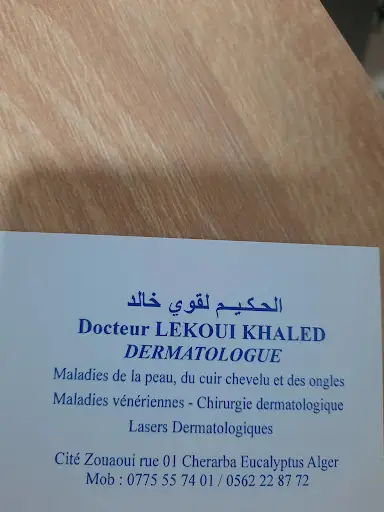 الحكيم لقوي خالد
Docteur LEKOUI KHALED
DERMATOLOGUE
Maladies de la peau, du cuir chevelu et des ongles
Maladies vénériennes - Chirurgie dermatologique
Lasers Dermatologiques
Cité Zouaoui rue 01 Cherarba Eucalyptus Alger
Mob : 0775 55 74 01 / 0562 22 87 72